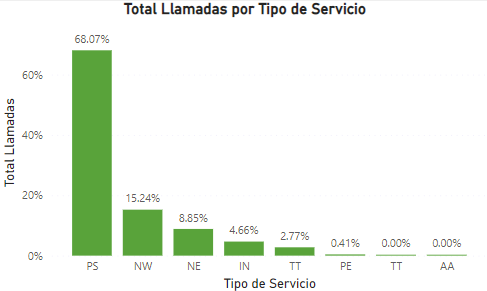 Total Llamadas por Tipo de Servicio
Total Llamadas
60%
40%
20%
0%
68.07%
15.24%
8.85%
4.66%
2.77%
0.41%
0.00%
0.00%
PS
NW
NE
IN
TT
PE
TT
AA
Tipo de Servicio